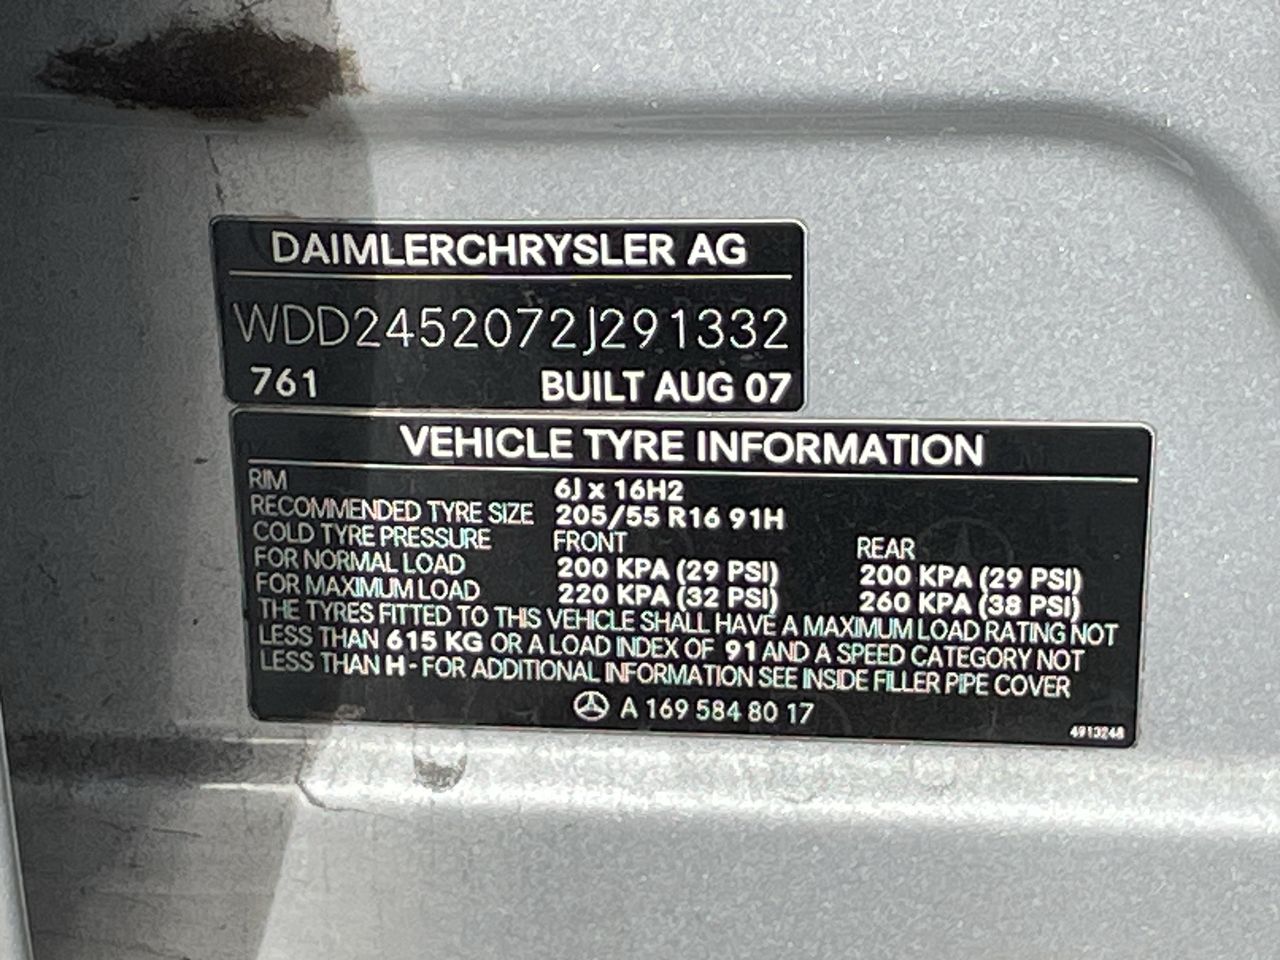 DAIMLERCHRYSLER AG
WDD2452072J291332
761 BUILT AUG 07
VEHICLE TYRE INFORMATION
RIM 6J x 16H2
RECOMMENDED TYRE SIZE 205/55 R16 91H
COLD TYRE PRESSURE FRONT REAR
FOR NORMAL LOAD 200 KPA (29 PSI) 200 KPA (29 PSI)
FOR MAXIMUM LOAD 220 KPA (32 PSI) 260 KPA (38 PSI)
THE TYRES FITTED TO THIS VEHICLE SHALL HAVE A MAXIMUM LOAD RATING NOT
LESS THAN 615 KG OR A LOAD INDEX OF 91 AND A SPEED CATEGORY NOT
LESS THAN H - FOR ADDITIONAL INFORMATION SEE INSIDE FILLER PIPE COVER
A 169 584 80 17
4913248